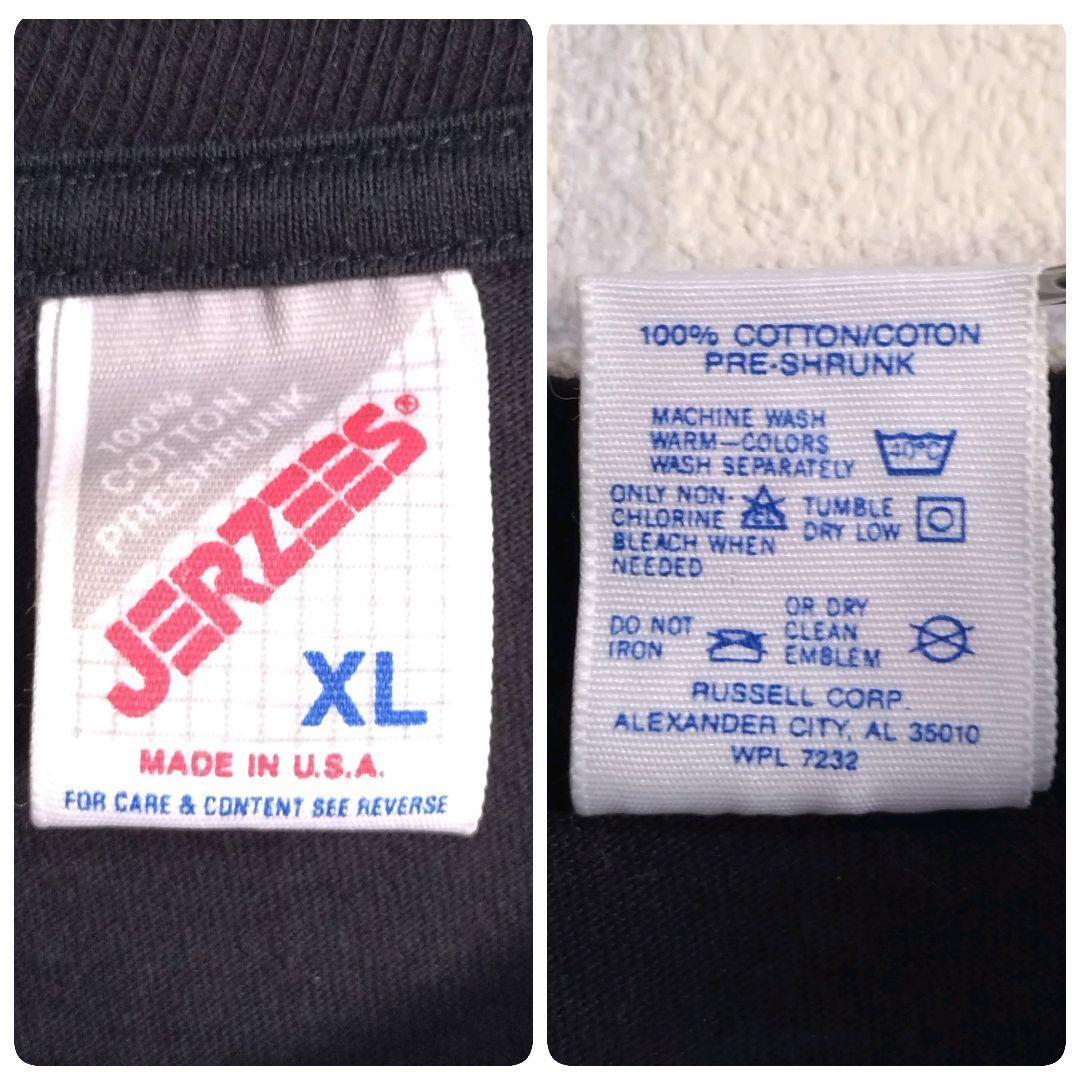 100%
COTTON
PRESHRUNK
JERZEES®
XL
MADE IN U.S.A.
FOR CARE & CONTENT SEE REVERSE
100% COTTON/COTON
PRE-SHRUNK
MACHINE WASH
WARM—COLORS
WASH SEPARATELY
40°C
ONLY NON-
CHLORINE
BLEACH WHEN
NEEDED
TUMBLE
DRY LOW
DO NOT
IRON
OR DRY
CLEAN
EMBLEM
RUSSELL CORP.
ALEXANDER CITY, AL 35010
WPL 7232